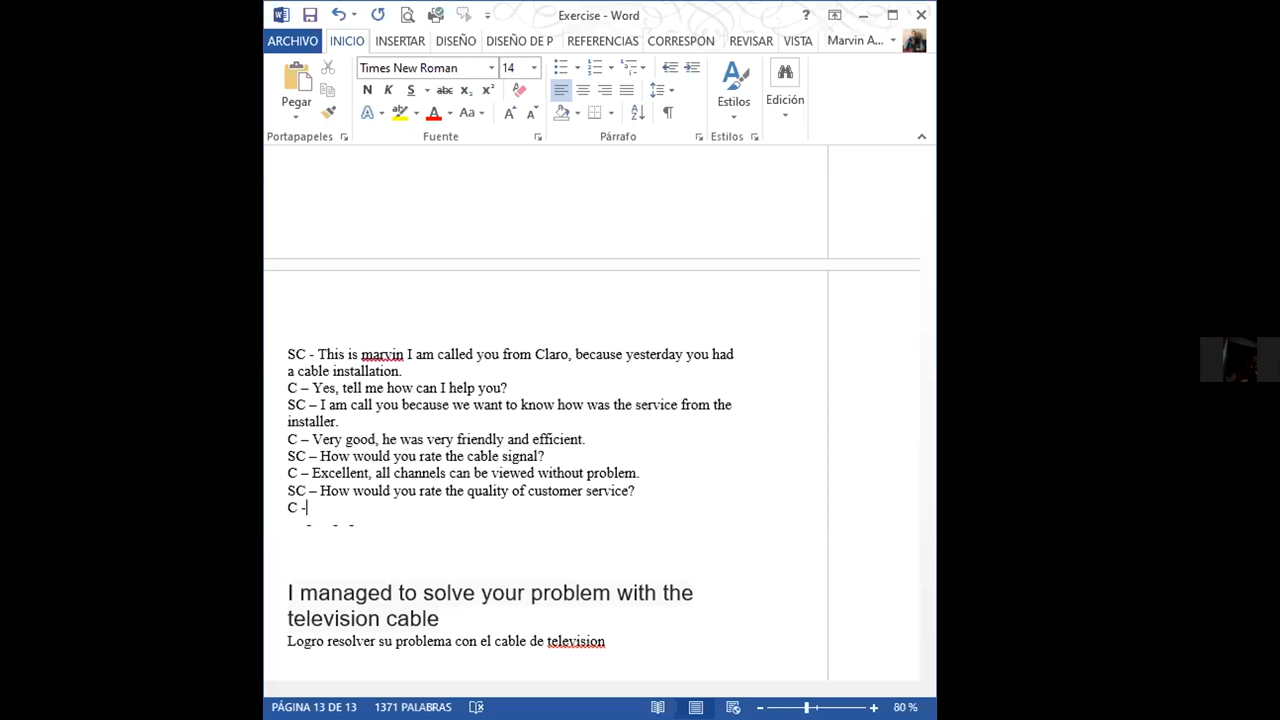 Exercise - Word
?
ARCHIVO INICIO INSERTAR DISEÑO DISEÑO DE P REFERENCIAS CORRESPON REVISAR VISTA Marvin A...
Times New Roman 14
Pegar N K S abc x₂ x² Estilos Edición
A ab A Aa A A
Portapapeles Fuente Párrafo Estilos
SC - This is marvin I am called you from Claro, because yesterday you had
a cable installation.
C – Yes, tell me how can I help you?
SC – I am call you because we want to know how was the service from the
installer.
C – Very good, he was very friendly and efficient.
SC – How would you rate the cable signal?
C – Excellent, all channels can be viewed without problem.
SC – How would you rate the quality of customer service?
C -
- - -
I managed to solve your problem with the
television cable
Logro resolver su problema con el cable de television
PÁGINA 13 DE 13 1371 PALABRAS 80 %